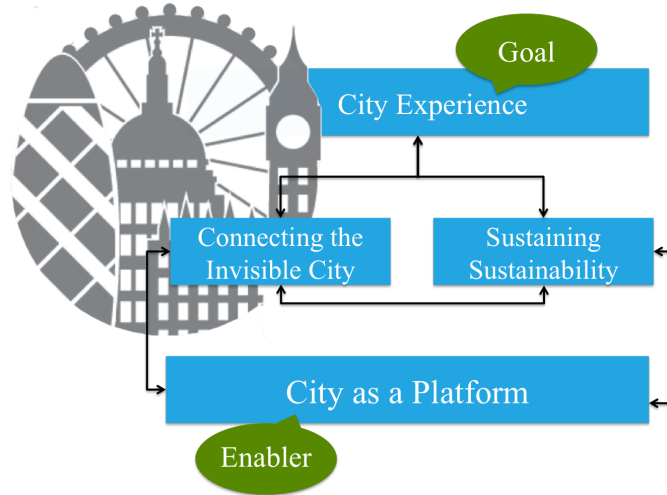 Goal
City Experience
Connecting the
Invisible City
Sustaining
Sustainability
City as a Platform
Enabler